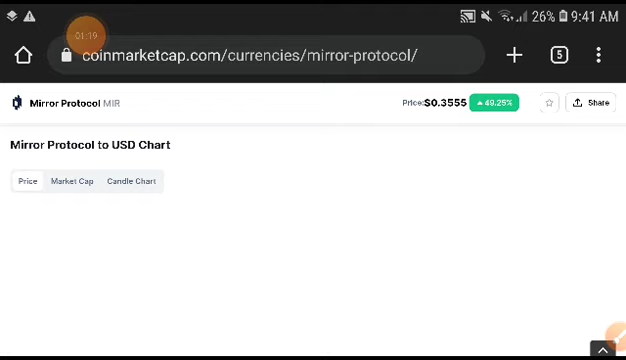 26% 9:41 AM
01:19
coinmarketcap.com/currencies/mirror-protocol/
5
Mirror Protocol MIR
Price:$0.3555
49.25%
Share
Mirror Protocol to USD Chart
Price Market Cap Candle Chart